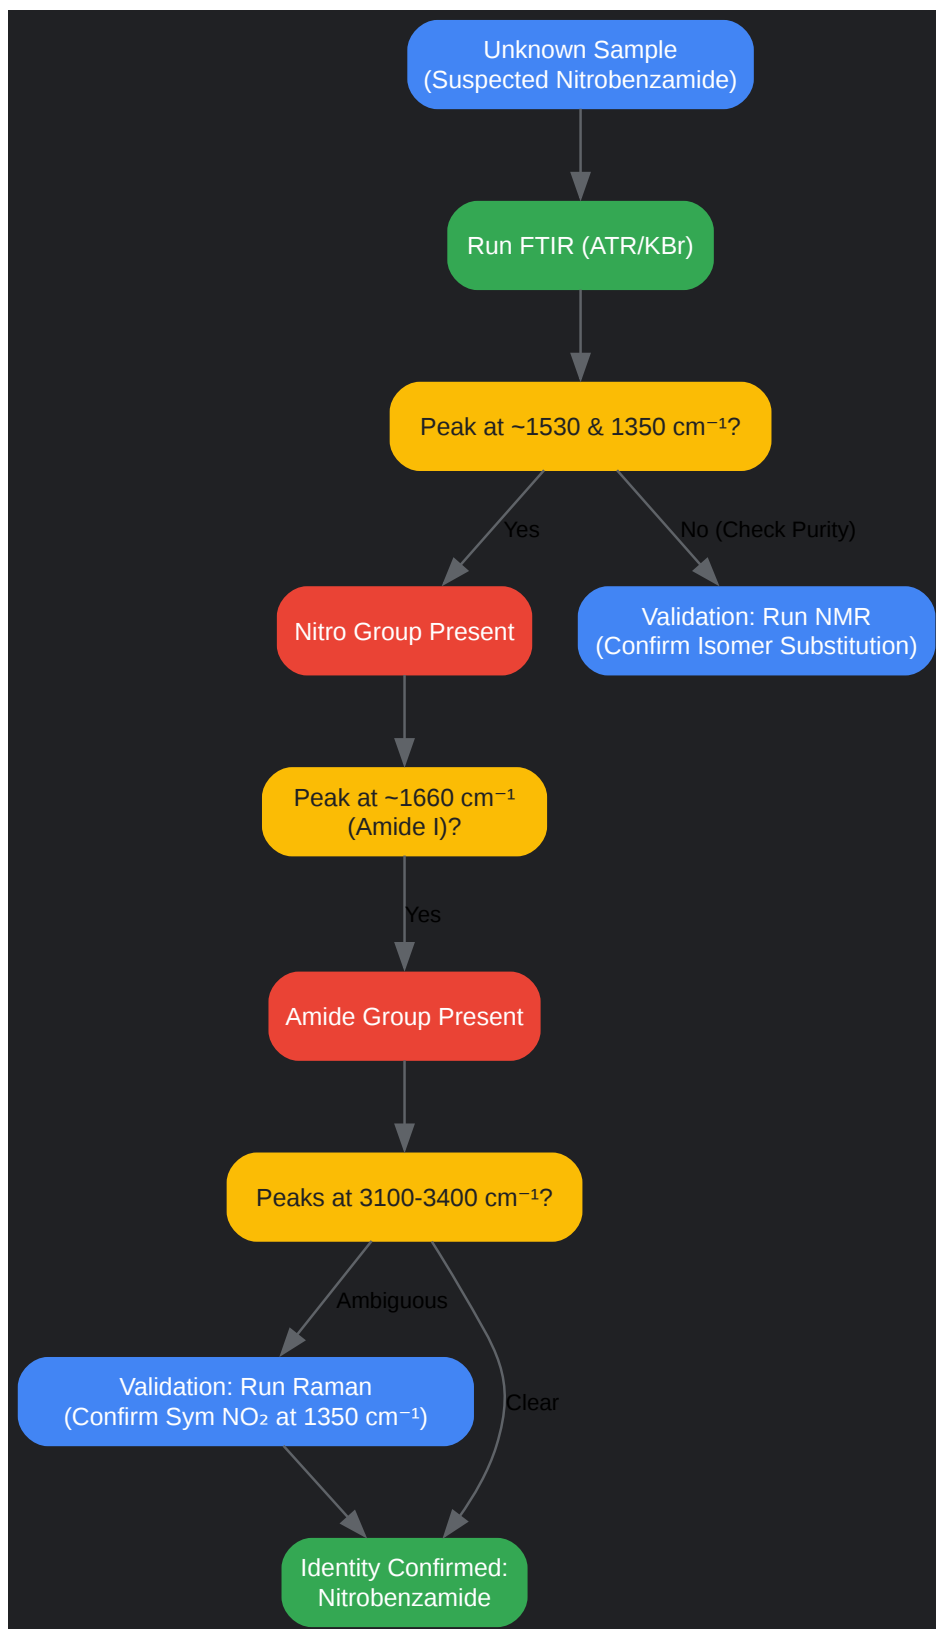 Unknown Sample
(Suspected Nitrobenzamide)
Run FTIR (ATR/KBr)
Peak at ~1530 & 1350 cm⁻¹?
Yes
No (Check Purity)
Nitro Group Present
Validation: Run NMR
(Confirm Isomer Substitution)
Peak at ~1660 cm⁻¹
(Amide I)?
Yes
Amide Group Present
Peaks at 3100-3400 cm⁻¹?
Ambiguous
Validation: Run Raman
(Confirm Sym NO₂ at 1350 cm⁻¹)
Clear
Identity Confirmed:
Nitrobenzamide